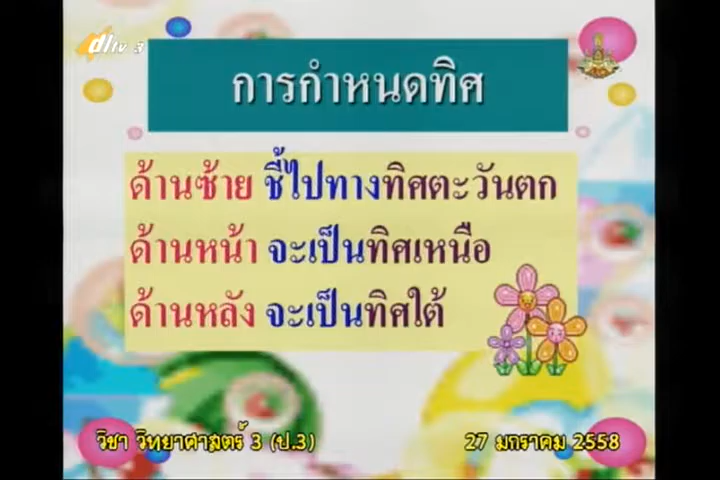 dltv 3
การกำหนดทิศ
ด้านซ้าย ชี้ไปทางทิศตะวันตก
ด้านหน้า จะเป็นทิศเหนือ
ด้านหลัง จะเป็นทิศใต้
วิชา วิทยาศาสตร์ 3 (ป.3)
27 มกราคม 2558